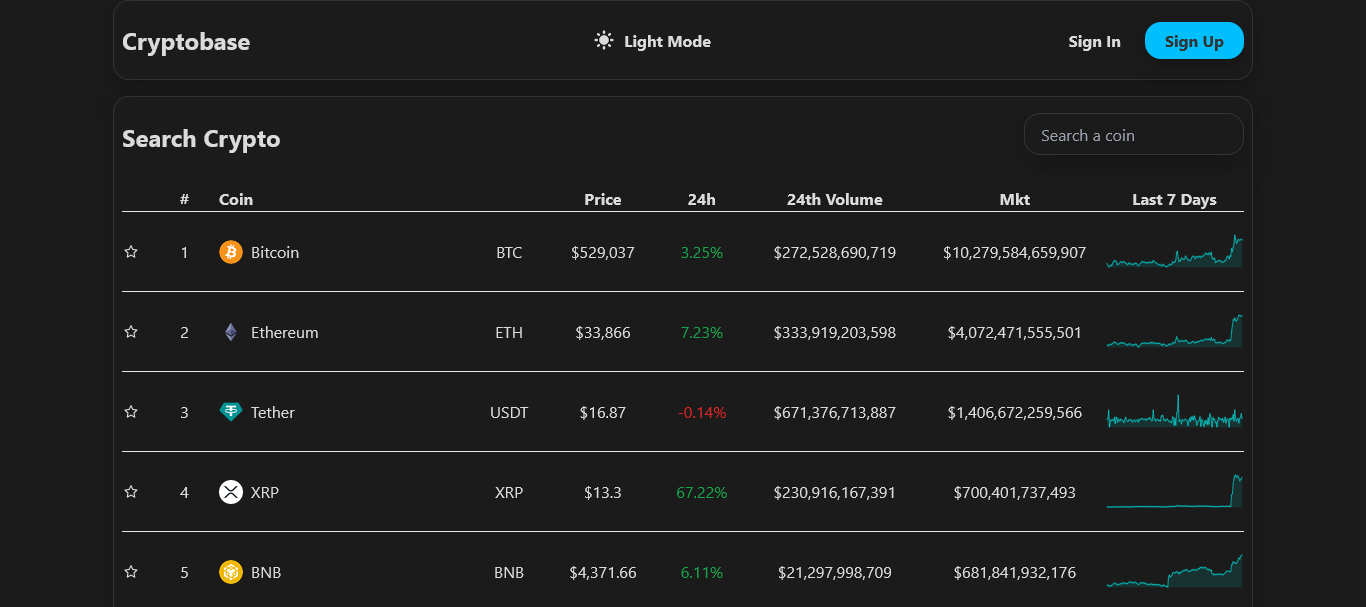 Cryptobase Light Mode Sign In Sign Up
Search Crypto Search a coin
# Coin Price 24h 24th Volume Mkt Last 7 Days
1 Bitcoin BTC $529,037 3.25% $272,528,690,719 $10,279,584,659,907
2 Ethereum ETH $33,866 7.23% $333,919,203,598 $4,072,471,555,501
3 Tether USDT $16.87 -0.14% $671,376,713,887 $1,406,672,259,566
4 XRP XRP $13.3 67.22% $230,916,167,391 $700,401,737,493
5 BNB BNB $4,371.66 6.11% $21,297,998,709 $681,841,932,176